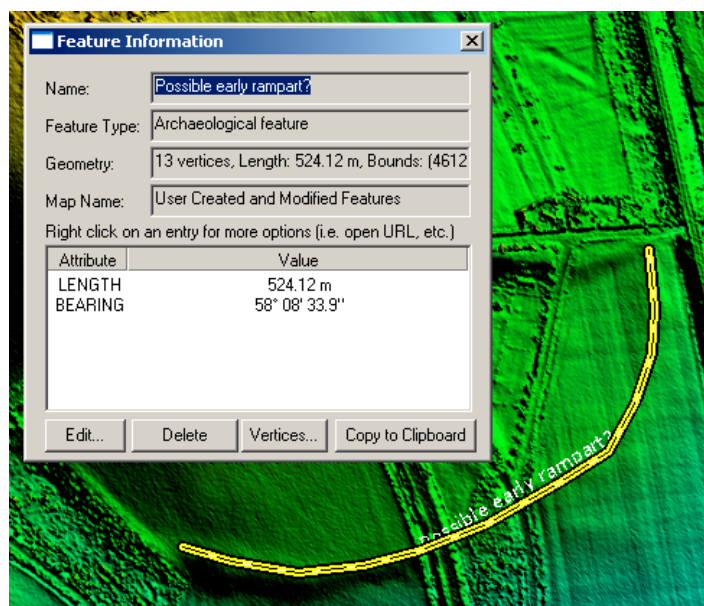 Feature Information
Name: Possible early rampart?
Feature Type: Archaeological feature
Geometry: 13 vertices, Length: 524.12 m, Bounds: (4612
Map Name: User Created and Modified Features
Right click on an entry for more options (i.e. open URL, etc.)
Attribute Value
LENGTH 524.12 m
BEARING 58° 08' 33.9"
Edit... Delete Vertices... Copy to Clipboard
Possible early rampart?